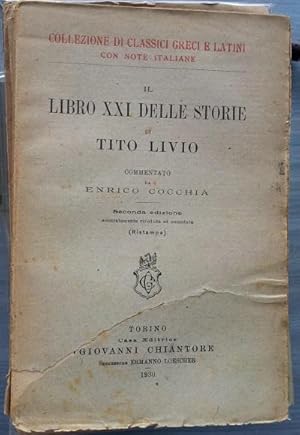 COLLEZIONE DI CLASSICI GRECI E LATINI
CON NOTE ITALIANE
IL
LIBRO XXI DELLE STORIE
DI
TITO LIVIO
COMMENTATO
DA
ENRICO COCCHIA
Seconda edizione
(Ristampa)
TORINO
Casa Editrice
GIOVANNI CHIANTORE
Successore ERMANNO LOESCHER
1930